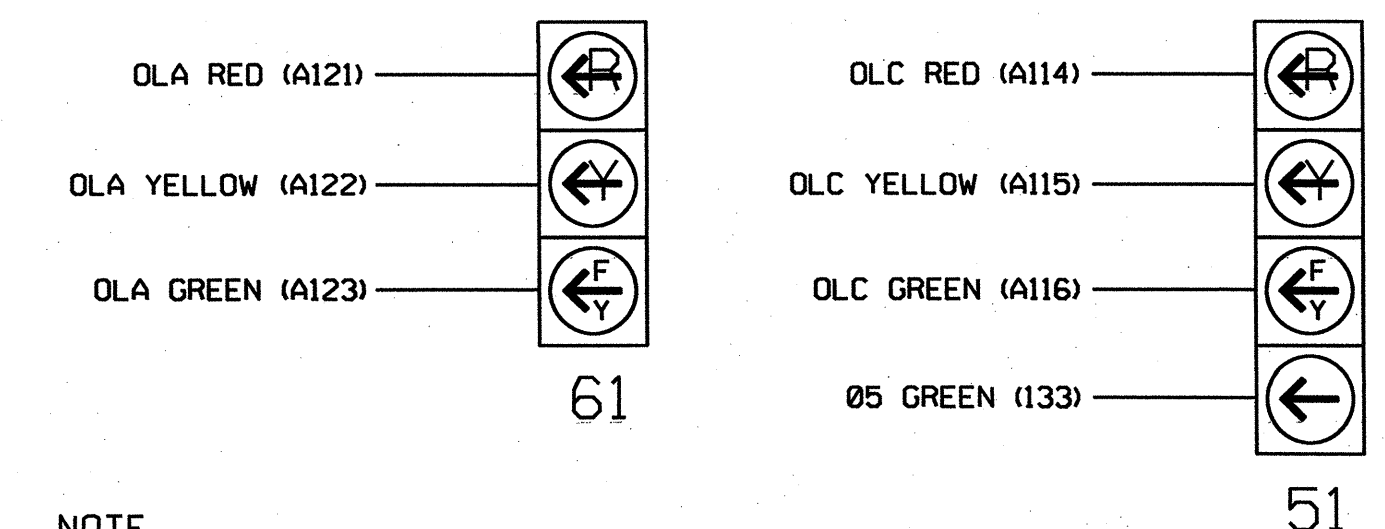 OLA RED (A121)
R
OLA YELLOW (A122)
Y
OLA GREEN (A123)
F
Y
61
OLC RED (A114)
R
OLC YELLOW (A115)
Y
OLC GREEN (A116)
F
Y
Ø5 GREEN (133)
51
NOTE